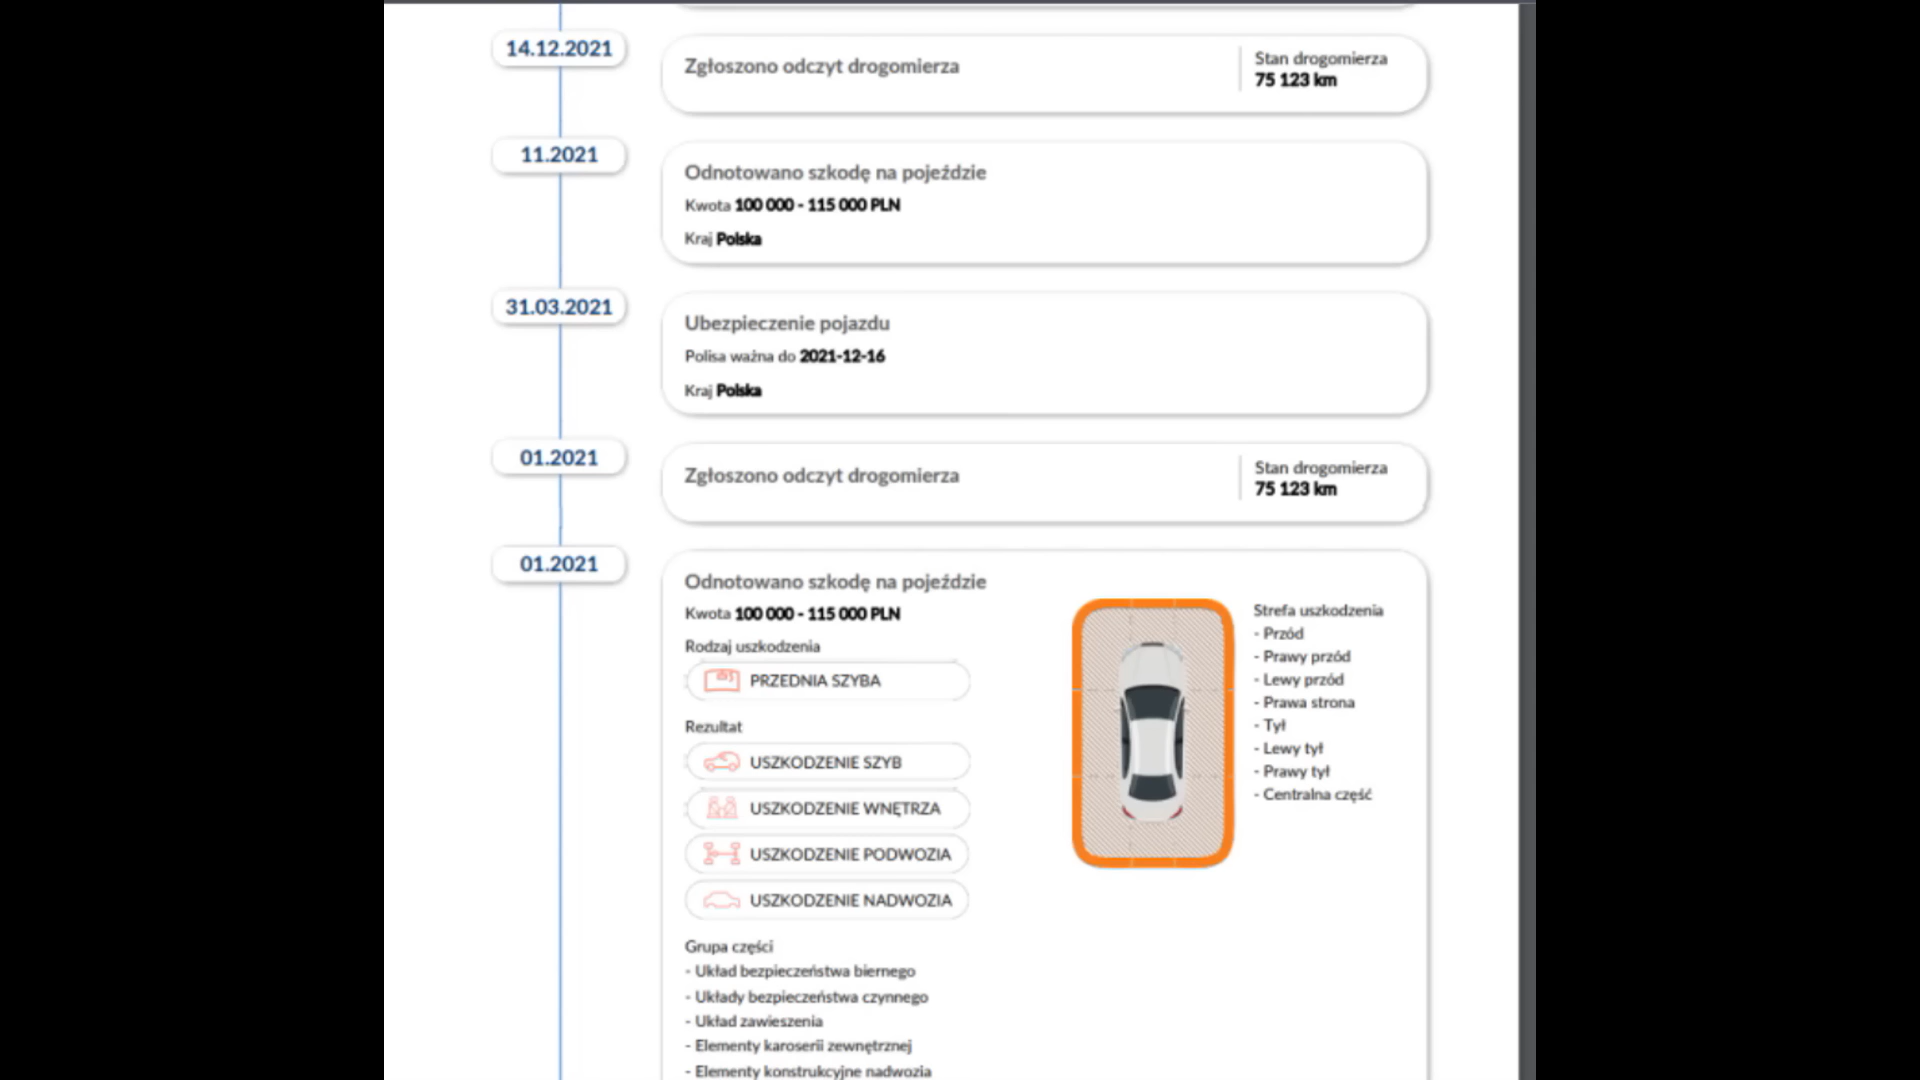 14.12.2021
Zgłoszono odczyt drogomierza
Stan drogomierza
75 123 km
11.2021
Odnotowano szkodę na pojeździe
Kwota 100 000 - 115 000 PLN
Kraj Polska
31.03.2021
Ubezpieczenie pojazdu
Polisa ważna do 2021-12-16
Kraj Polska
01.2021
Zgłoszono odczyt drogomierza
Stan drogomierza
75 123 km
01.2021
Odnotowano szkodę na pojeździe
Kwota 100 000 - 115 000 PLN
Rodzaj uszkodzenia
PRZEDNIA SZYBA
Rezultat
USZKODZENIE SZYB
USZKODZENIE WNĘTRZA
USZKODZENIE PODWOZIA
USZKODZENIE NADWOZIA
Strefa uszkodzenia
- Przód
- Prawy przód
- Lewy przód
- Prawa strona
- Tył
- Lewy tył
- Prawy tył
- Centralna część
Grupa części
- Układ bezpieczeństwa biernego
- Układy bezpieczeństwa czynnego
- Układ zawieszenia
- Elementy karoserii zewnętrznej
- Elementy konstrukcyjne nadwozia